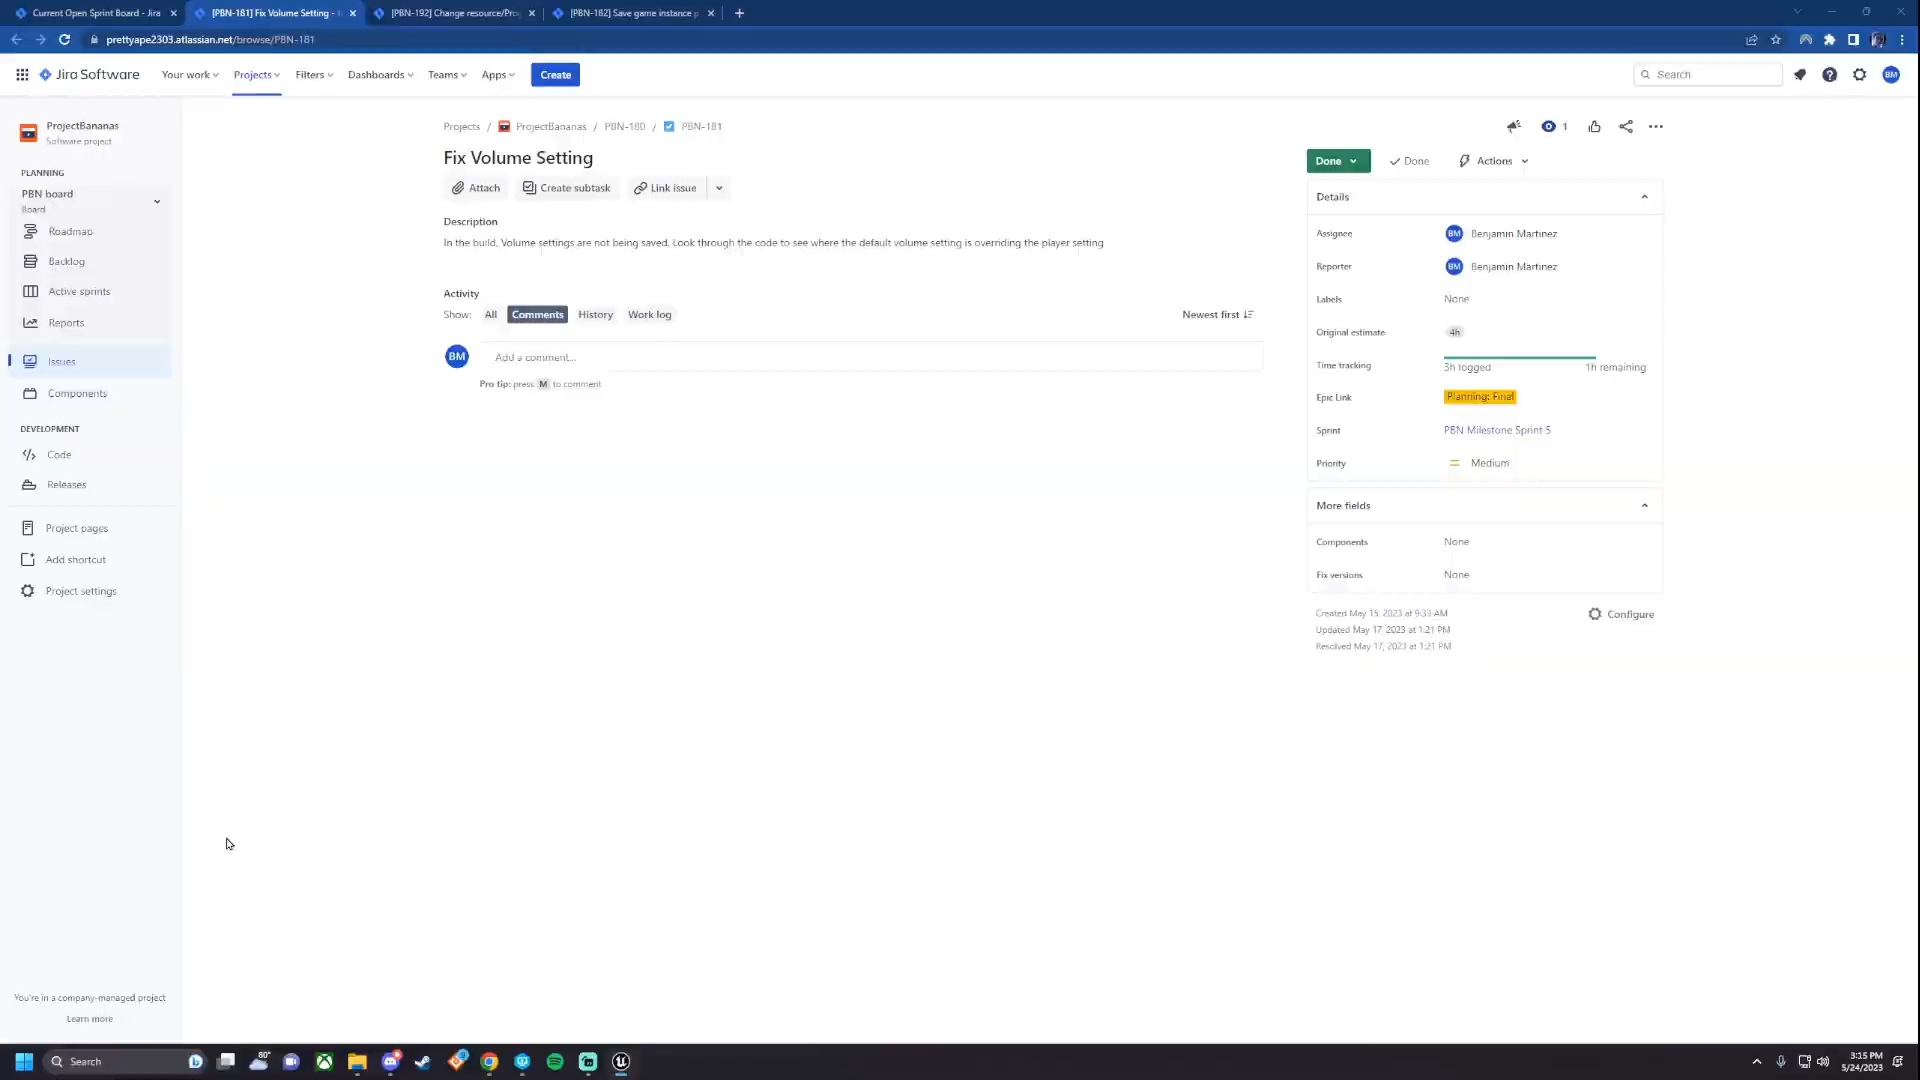 Current Open Sprint Board - Jira
[PBN-181] Fix Volume Setting -
[PBN-192] Change resource/Pro
[PBN-182] Save game instance p
prettyape2303.atlassian.net/browse/PBN-181
Jira Software
Your work
Projects
Filters
Dashboards
Teams
Apps
Create
Search
BM
ProjectBananas
Software project
PLANNING
PBN board
Board
Roadmap
Backlog
Active sprints
Reports
Issues
Components
DEVELOPMENT
Code
Releases
Project pages
Add shortcut
Project settings
You're in a company-managed project
Learn more
Projects / ProjectBananas / PBN-180 / PBN-181
Fix Volume Setting
Attach
Create subtask
Link issue
Description
In the build, Volume settings are not being saved. Look through the code to see where the default volume setting is overriding the player setting
Activity
Show: All Comments History Work log
Newest first
BM
Add a comment...
Pro tip: press M to comment
1
Done
Done
Actions
Details
Assignee
BM Benjamin Martinez
Reporter
BM Benjamin Martinez
Labels
None
Original estimate
4h
Time tracking
3h logged
1h remaining
Epic Link
Planning: Final
Sprint
PBN Milestone Sprint 5
Priority
Medium
More fields
Components
None
Fix versions
None
Created May 15, 2023 at 9:33 AM
Updated May 17, 2023 at 1:21 PM
Resolved May 17, 2023 at 1:21 PM
Configure
Search
80°
3:15 PM
5/24/2023